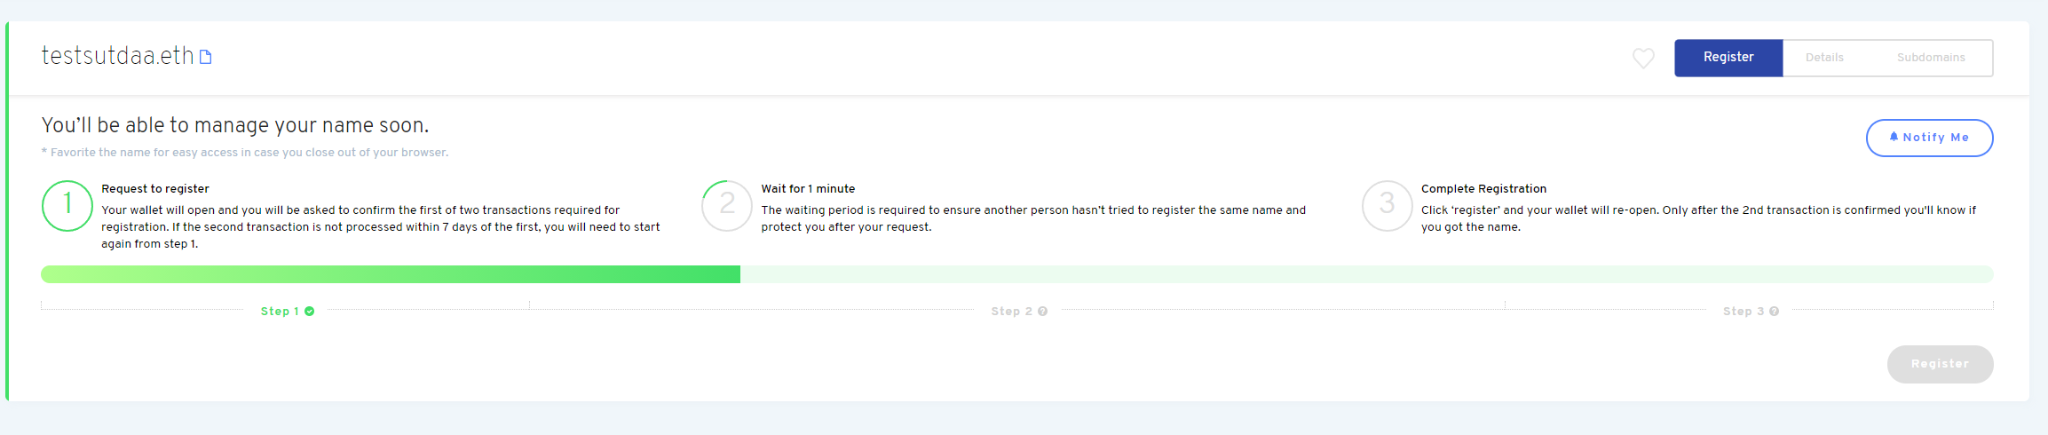 testsutdaa.eth
Register
Details
Subdomains
You'll be able to manage your name soon.
* Favorite the name for easy access in case you close out of your browser.
Notify Me
1
Request to register
Your wallet will open and you will be asked to confirm the first of two transactions required for
registration. If the second transaction is not processed within 7 days of the first, you will need to start
again from step 1.
2
Wait for 1 minute
The waiting period is required to ensure another person hasn't tried to register the same name and
protect you after your request.
3
Complete Registration
Click ‘register’ and your wallet will re-open. Only after the 2nd transaction is confirmed you'll know if
you got the name.
Step 1
Step 2 ?
Step 3 ?
Register